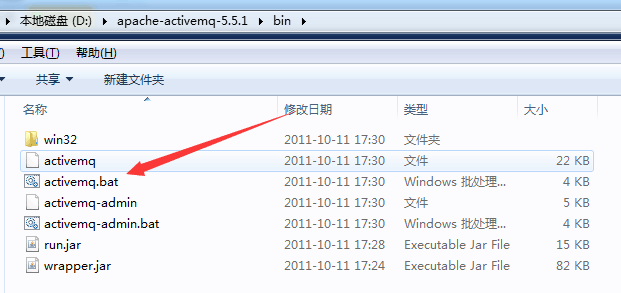 本地磁盘 (D:) ▸ apache-activemq-5.5.1 ▸ bin ▸
工具(T) 帮助(H)
共享 ▾ 新建文件夹
名称 修改日期 类型 大小
win32 2011-10-11 17:30 文件夹
activemq 2011-10-11 17:30 文件 22 KB
activemq.bat 2011-10-11 17:30 Windows 批处理... 4 KB
activemq-admin 2011-10-11 17:30 文件 5 KB
activemq-admin.bat 2011-10-11 17:30 Windows 批处理... 4 KB
run.jar 2011-10-11 17:28 Executable Jar File 15 KB
wrapper.jar 2011-10-11 17:24 Executable Jar File 82 KB